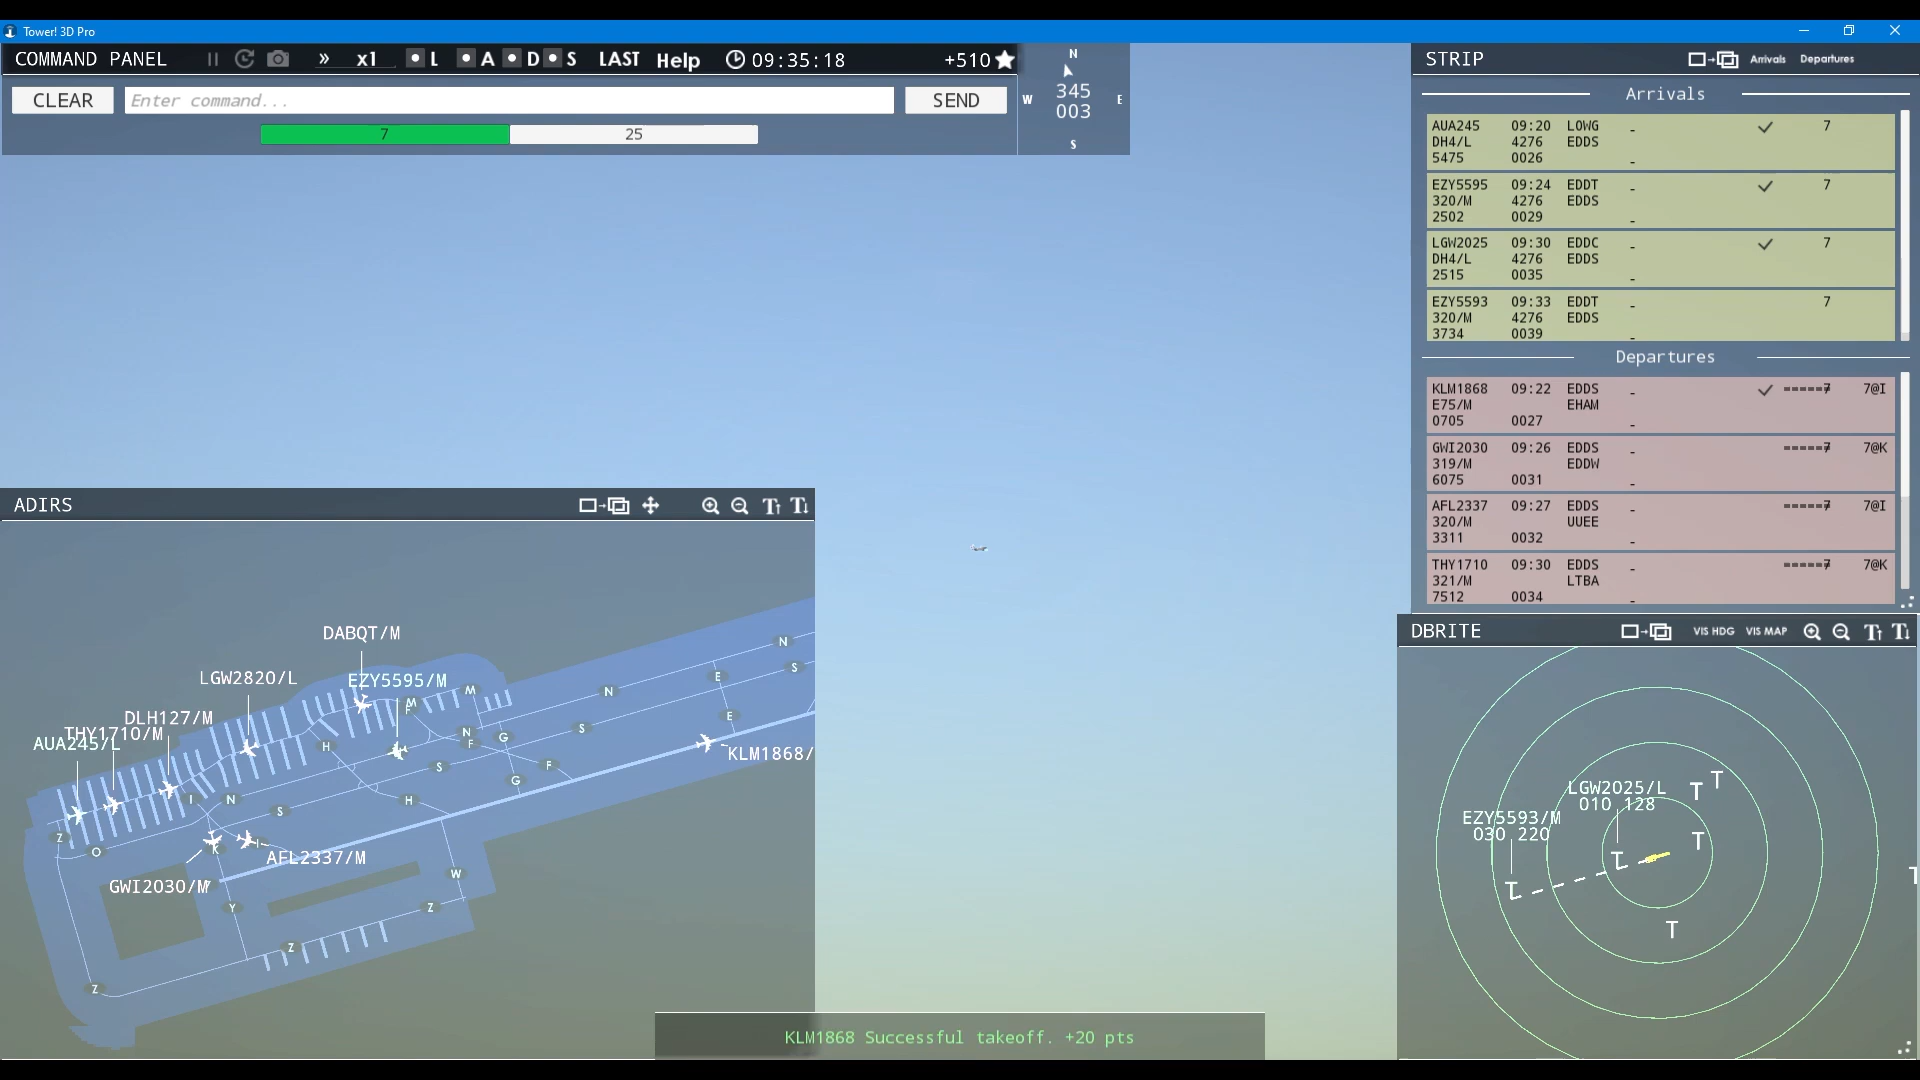 Tower! 3D Pro
COMMAND PANEL
» x1 L A D S LAST Help 09:35:18 +510
CLEAR Enter command... SEND
7 25
N
W 345 E
003
S
STRIP Arrivals Departures
Arrivals
AUA245 09:20 LOWG - 7
DH4/L 4276 EDDS
5475 0026 -
EZY5595 09:24 EDDT - 7
320/M 4276 EDDS
2502 0029 -
LGW2025 09:30 EDDC - 7
DH4/L 4276 EDDS
2515 0035 -
EZY5593 09:33 EDDT - 7
320/M 4276 EDDS
3734 0039 -
Departures
KLM1868 09:22 EDDS - 7 7@I
E75/M EHAM
0705 0027 -
GWI2030 09:26 EDDS - 7 7@K
319/M EDDW
6075 0031 -
AFL2337 09:27 EDDS - 7 7@I
320/M UUEE
3311 0032 -
THY1710 09:30 EDDS - 7 7@K
321/M LTBA
7512 0034 -
ADIRS
DABQT/M
LGW2820/L
EZY5595/M
DLH127/M
THY1710/M
AUA245/L
KLM1868/
AFL2337/M
GWI2030/M
N
S
E
M
N
M
F
E
N
S
G
F
H
S
F
G
I
N
H
S
Z
O
K
W
Y
Z
Z
Z
DBRITE VIS HDG VIS MAP
LGW2025/L
010 128
EZY5593/M
030 220
T
T
T
T
KLM1868 Successful takeoff. +20 pts